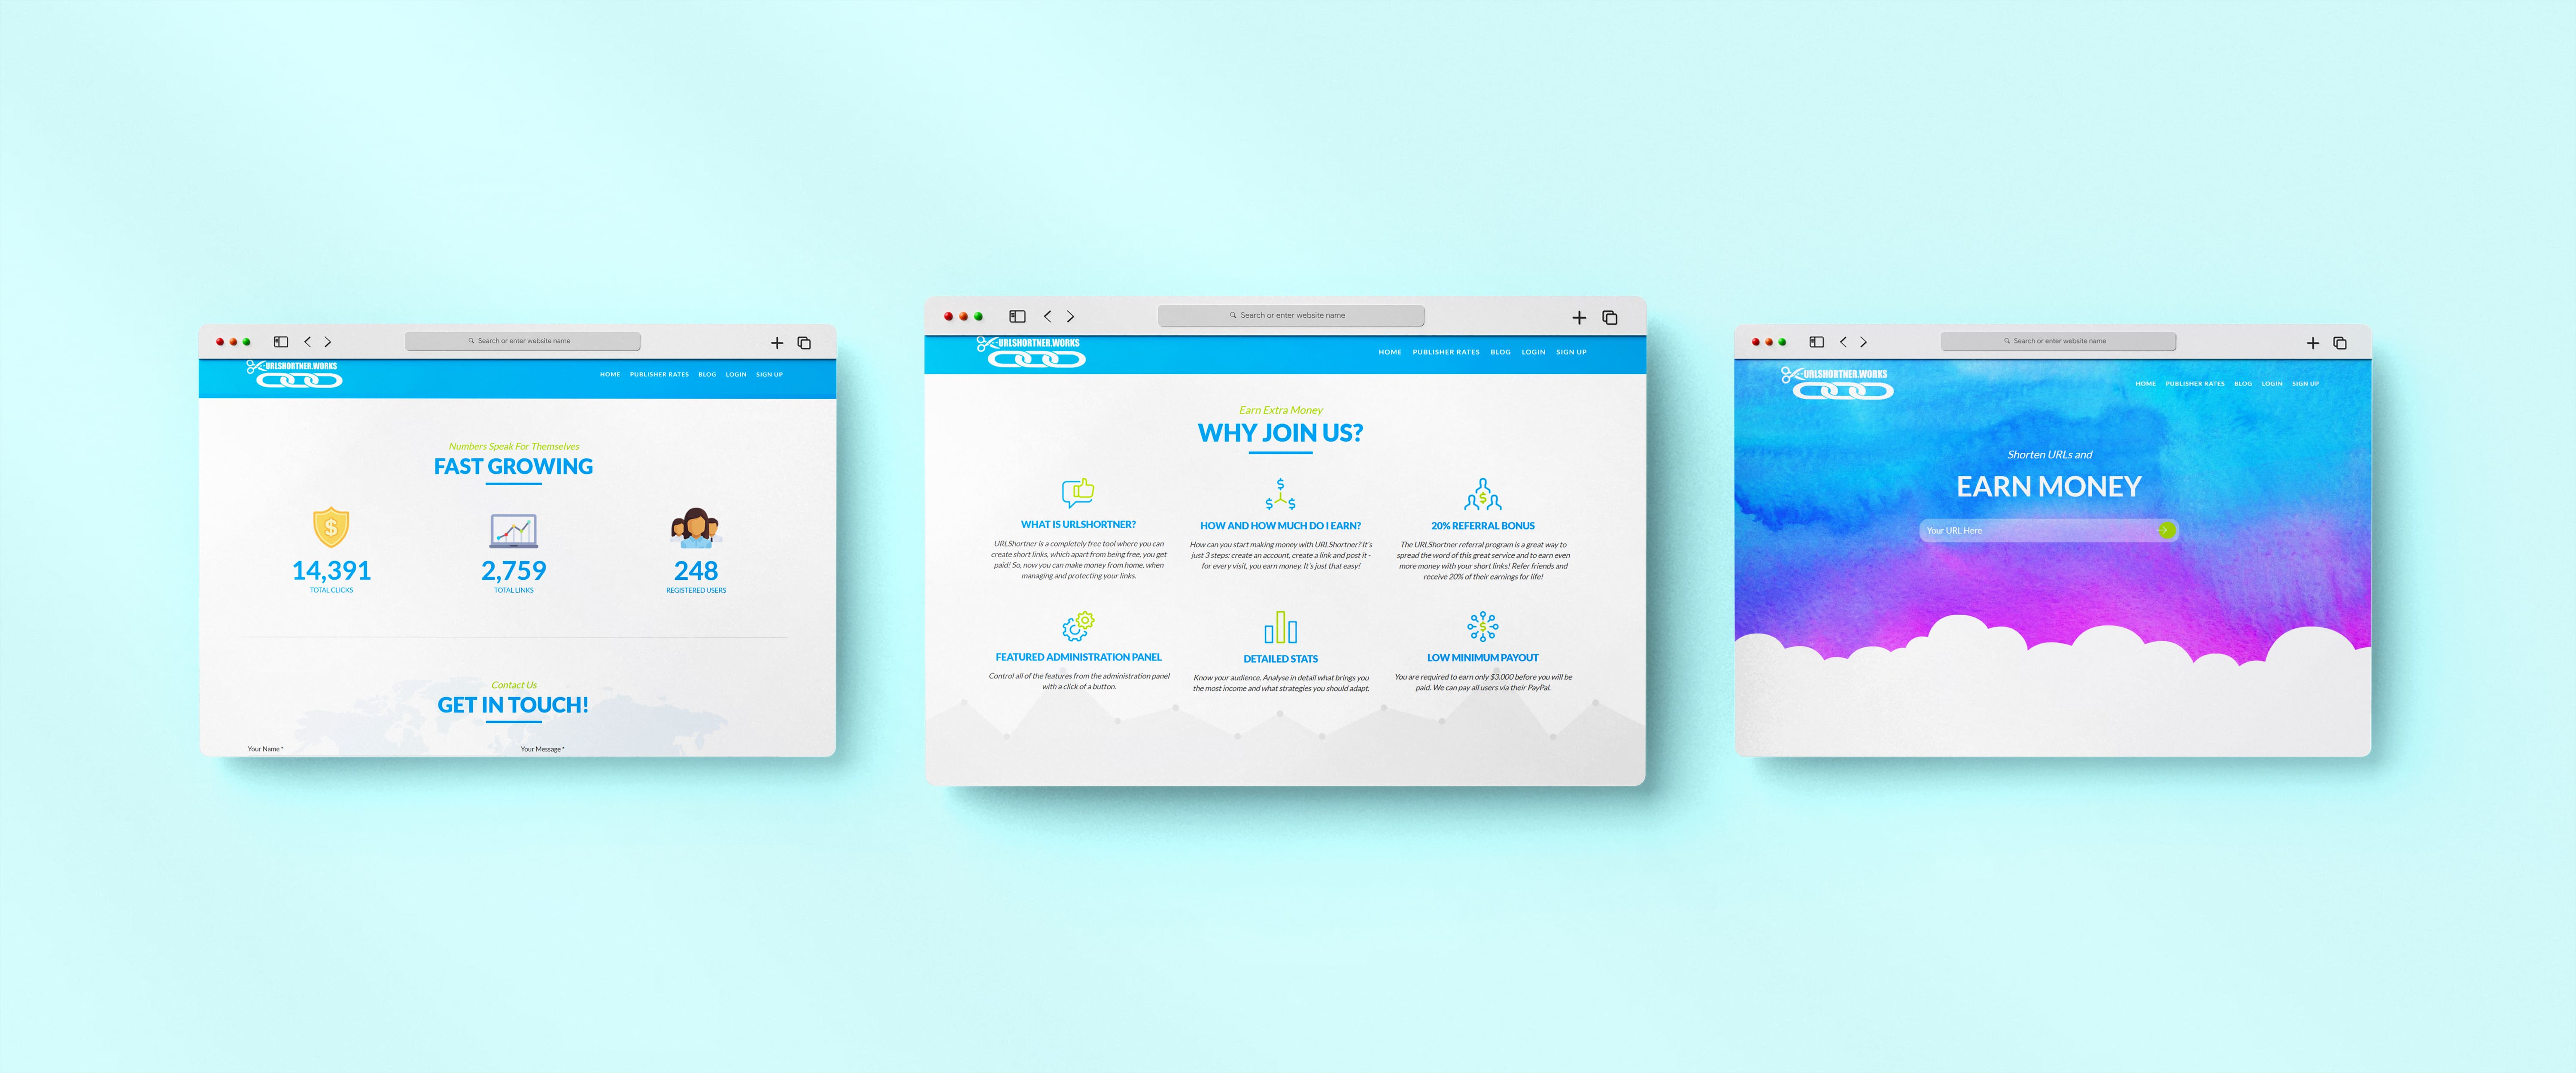 Search or enter website name
URLSHORTNER.WORKS
HOME PUBLISHER RATES BLOG LOGIN SIGN UP
Numbers Speak For Themselves
FAST GROWING
14,391
TOTAL CLICKS
2,759
TOTAL LINKS
248
REGISTERED USERS
Contact Us
GET IN TOUCH!
Your Name *
Your Message *
Search or enter website name
URLSHORTNER.WORKS
HOME PUBLISHER RATES BLOG LOGIN SIGN UP
Earn Extra Money
WHY JOIN US?
WHAT IS URLSHORTNER?
URLShortner is a completely free tool where you can
create short links, which apart from being free, you get
paid! So, now you can make money from home, when
managing and protecting your links.
HOW AND HOW MUCH DO I EARN?
How can you start making money with URLShortner? It's
just 3 steps: create an account, create a link and post it -
for every visit, you earn money. It's just that easy!
20% REFERRAL BONUS
The URLShortner referral program is a great way to
spread the word of this great service and to earn even
more money with your short links! Refer friends and
receive 20% of their earnings for life!
FEATURED ADMINISTRATION PANEL
Control all of the features from the administration panel
with a click of a button.
DETAILED STATS
Know your audience. Analyse in detail what brings you
the most income and what strategies you should adapt.
LOW MINIMUM PAYOUT
You are required to earn only $3.000 before you will be
paid. We can pay all users via their PayPal.
Search or enter website name
URLSHORTNER.WORKS
HOME PUBLISHER RATES BLOG LOGIN SIGN UP
Shorten URLs and
EARN MONEY
Your URL Here